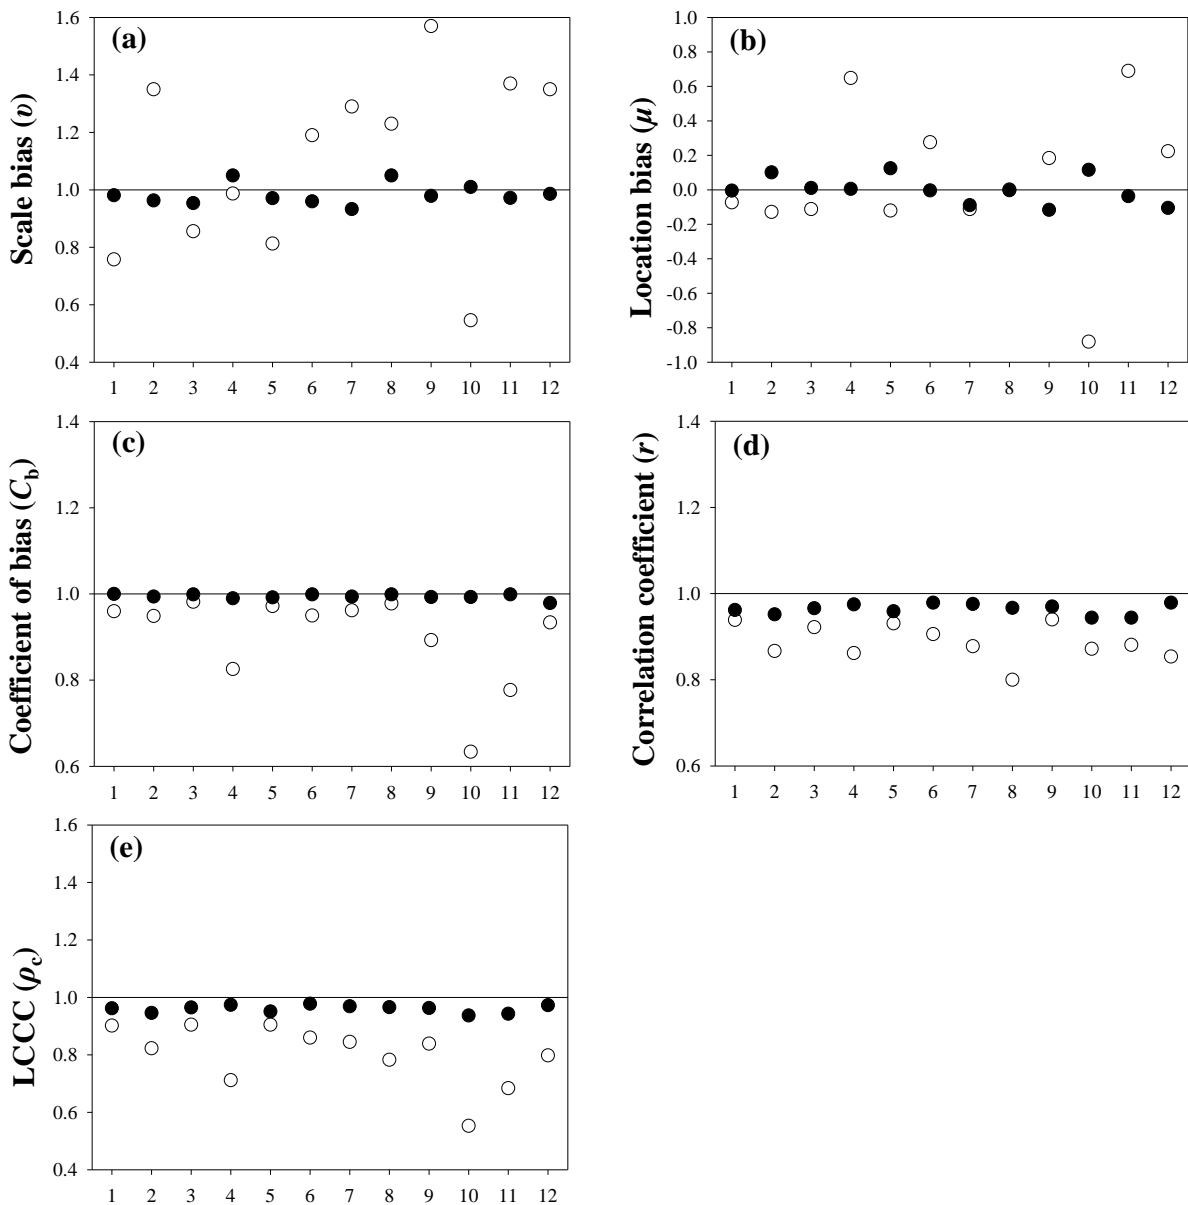 (a)
Scale bias (υ)
1.6
1.4
1.2
1.0
0.8
0.6
0.4
1 2 3 4 5 6 7 8 9 10 11 12
(b)
Location bias (μ)
1.0
0.8
0.6
0.4
0.2
0.0
-0.2
-0.4
-0.6
-0.8
-1.0
1 2 3 4 5 6 7 8 9 10 11 12
(c)
Coefficient of bias (Cb)
1.4
1.2
1.0
0.8
0.6
1 2 3 4 5 6 7 8 9 10 11 12
(d)
Correlation coefficient (r)
1.4
1.2
1.0
0.8
0.6
1 2 3 4 5 6 7 8 9 10 11 12
(e)
LCCC (ρc)
1.6
1.4
1.2
1.0
0.8
0.6
0.4
1 2 3 4 5 6 7 8 9 10 11 12